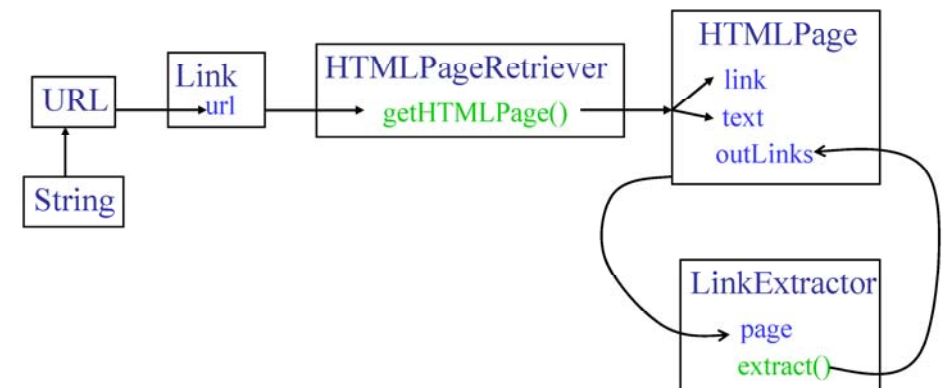 URL
String
Link
url
HTMLPageRetriever
getHTMLPage()
HTMLPage
link
text
outLinks
LinkExtractor
page
extract()